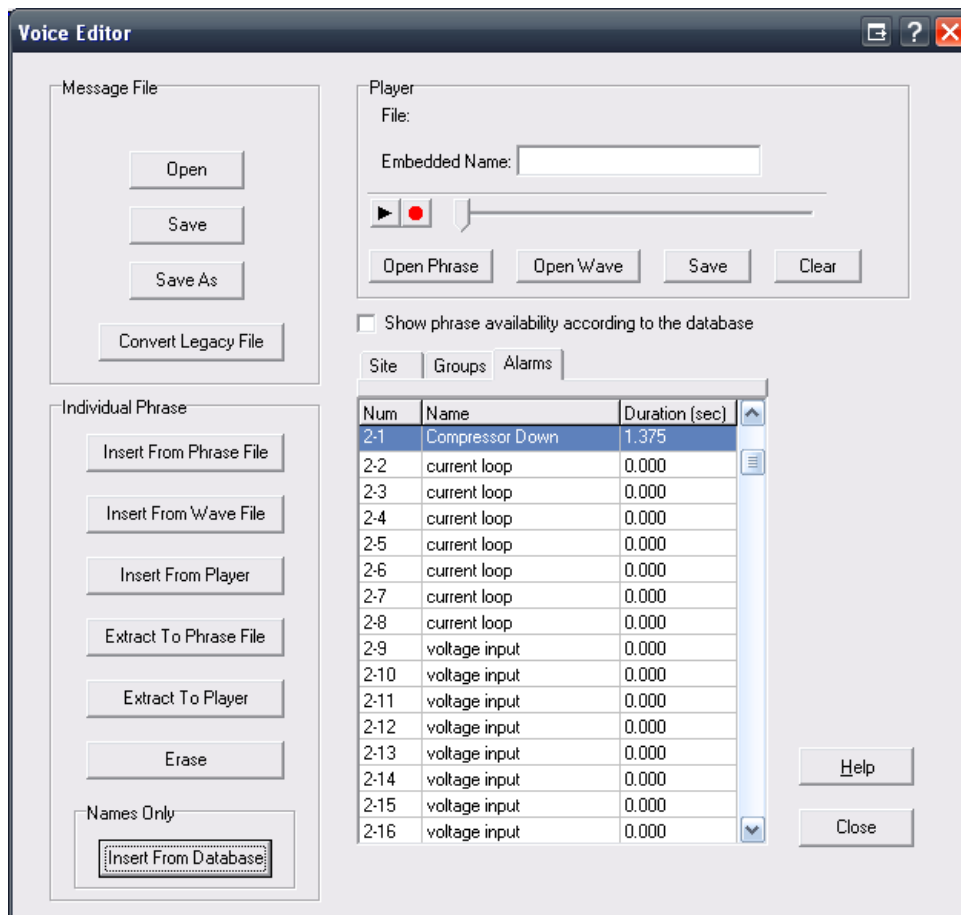 Voice Editor
Message File
Open
Save
Save As
Convert Legacy File
Individual Phrase
Insert From Phrase File
Insert From Wave File
Insert From Player
Extract To Phrase File
Extract To Player
Erase
Names Only
Insert From Database
Player
File:
Embedded Name:
Open Phrase Open Wave Save Clear
Show phrase availability according to the database
Site Groups Alarms
Num Name Duration (sec)
2-1 Compressor Down 1.375
2-2 current loop 0.000
2-3 current loop 0.000
2-4 current loop 0.000
2-5 current loop 0.000
2-6 current loop 0.000
2-7 current loop 0.000
2-8 current loop 0.000
2-9 voltage input 0.000
2-10 voltage input 0.000
2-11 voltage input 0.000
2-12 voltage input 0.000
2-13 voltage input 0.000
2-14 voltage input 0.000
2-15 voltage input 0.000
2-16 voltage input 0.000
Help
Close